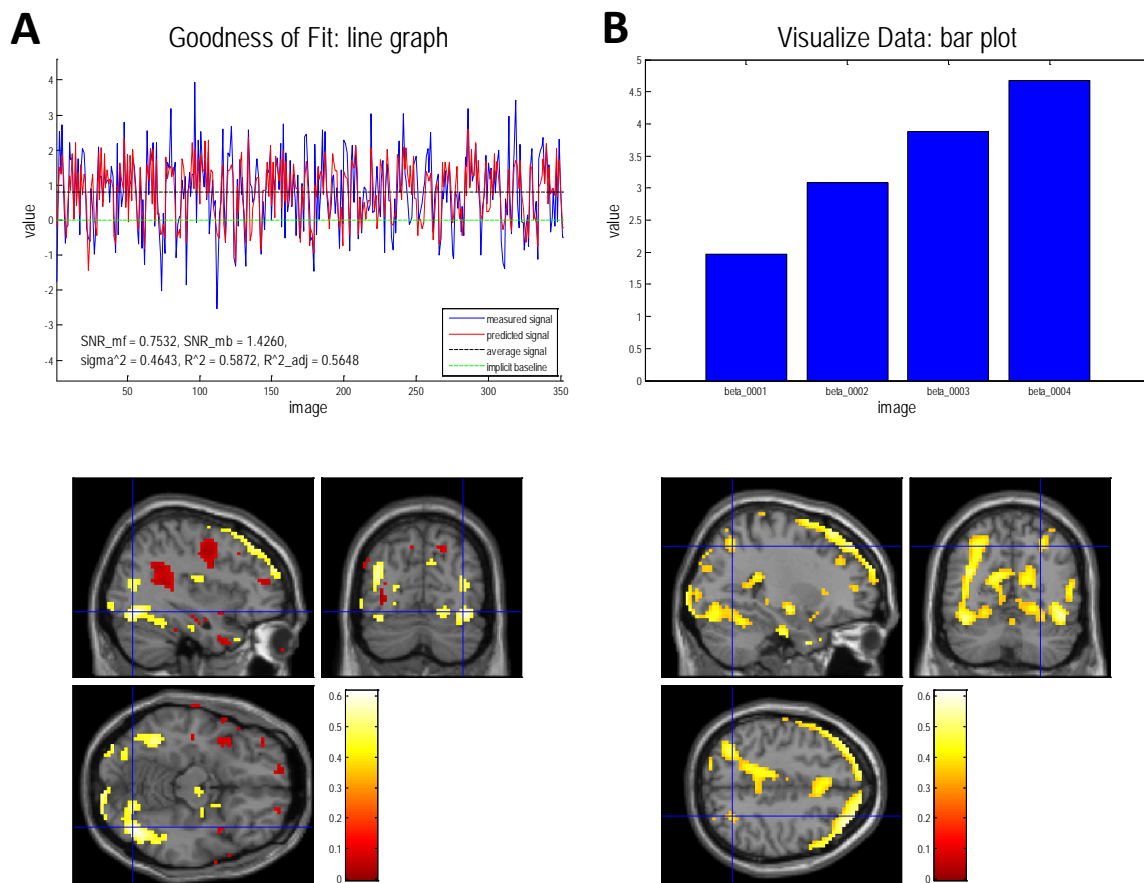 A
Goodness of Fit: line graph
value
4
3
2
1
0
-1
-2
-3
-4
SNR_mf = 0.7532, SNR_mb = 1.4260,
sigma^2 = 0.4643, R^2 = 0.5872, R^2_adj = 0.5648
measured signal
predicted signal
average signal
implicit baseline
50 100 150 200 250 300 350
image
B
Visualize Data: bar plot
value
5
4.5
4
3.5
3
2.5
2
1.5
1
0.5
0
beta_0001 beta_0002 beta_0003 beta_0004
image
0.6
0.5
0.4
0.3
0.2
0.1
0
0.6
0.5
0.4
0.3
0.2
0.1
0